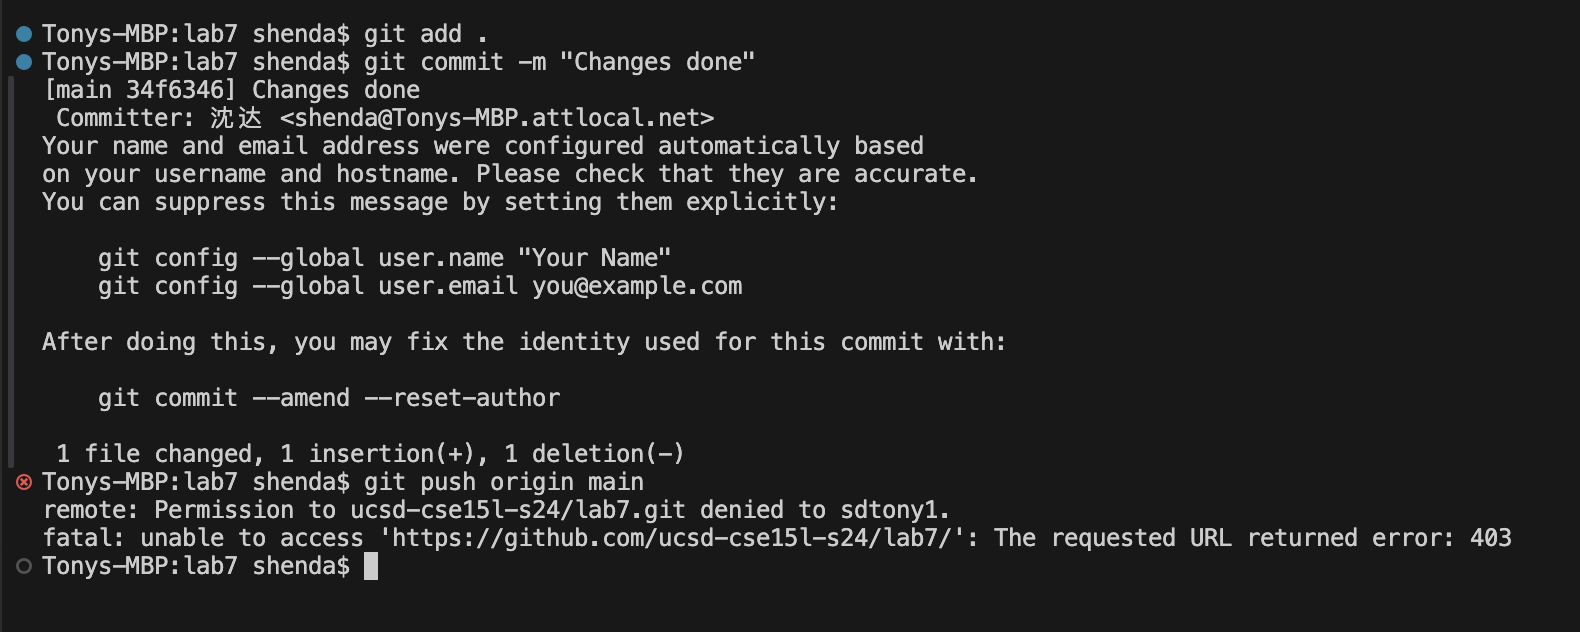 Tonys-MBP:lab7 shenda$ git add .
Tonys-MBP:lab7 shenda$ git commit -m "Changes done"
[main 34f6346] Changes done
 Committer: 沈达 <shenda@Tonys-MBP.attlocal.net>
Your name and email address were configured automatically based
on your username and hostname. Please check that they are accurate.
You can suppress this message by setting them explicitly:

    git config --global user.name "Your Name"
    git config --global user.email you@example.com

After doing this, you may fix the identity used for this commit with:

    git commit --amend --reset-author

 1 file changed, 1 insertion(+), 1 deletion(-)
Tonys-MBP:lab7 shenda$ git push origin main
remote: Permission to ucsd-cse15l-s24/lab7.git denied to sdtony1.
fatal: unable to access 'https://github.com/ucsd-cse15l-s24/lab7/': The requested URL returned error: 403
Tonys-MBP:lab7 shenda$